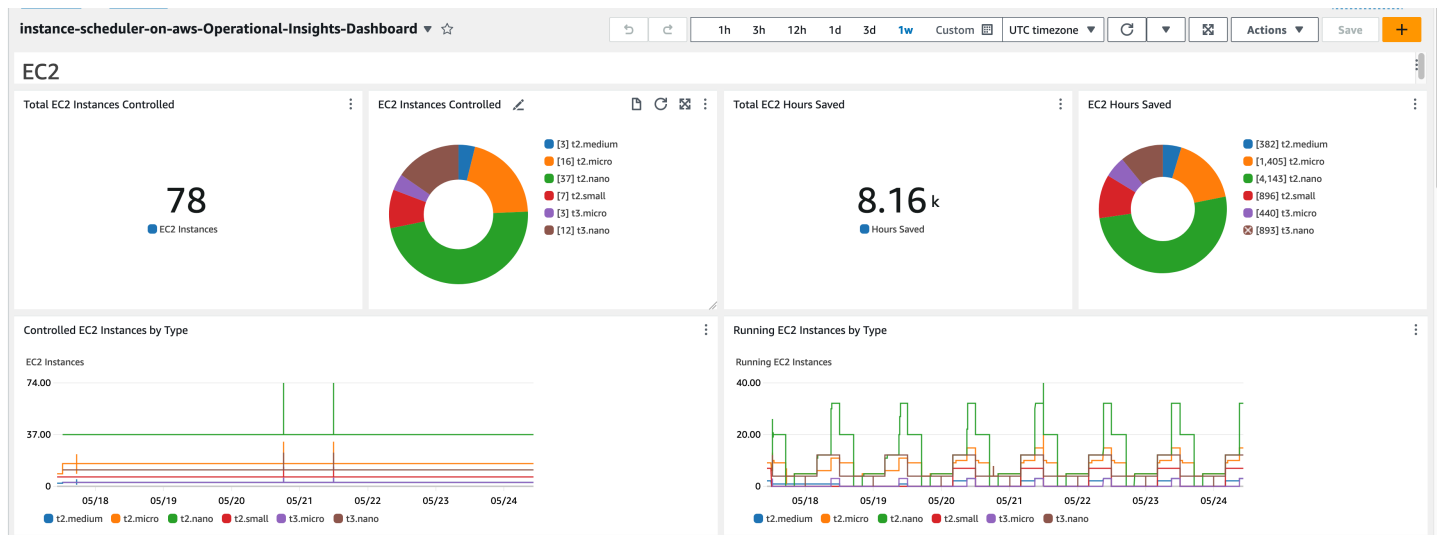 instance-scheduler-on-aws-Operational-Insights-Dashboard
1h 3h 12h 1d 3d 1w Custom UTC timezone Actions Save +
EC2
Total EC2 Instances Controlled
78
EC2 Instances
EC2 Instances Controlled
[3] t2.medium
[16] t2.micro
[37] t2.nano
[7] t2.small
[3] t3.micro
[12] t3.nano
Total EC2 Hours Saved
8.16 k
Hours Saved
EC2 Hours Saved
[382] t2.medium
[1,405] t2.micro
[4,143] t2.nano
[896] t2.small
[440] t3.micro
[893] t3.nano
Controlled EC2 Instances by Type
EC2 Instances
74.00
37.00
0
05/18 05/19 05/20 05/21 05/22 05/23 05/24
t2.medium t2.micro t2.nano t2.small t3.micro t3.nano
Running EC2 Instances by Type
Running EC2 Instances
40.00
20.00
0
05/18 05/19 05/20 05/21 05/22 05/23 05/24
t2.medium t2.micro t2.nano t2.small t3.micro t3.nano